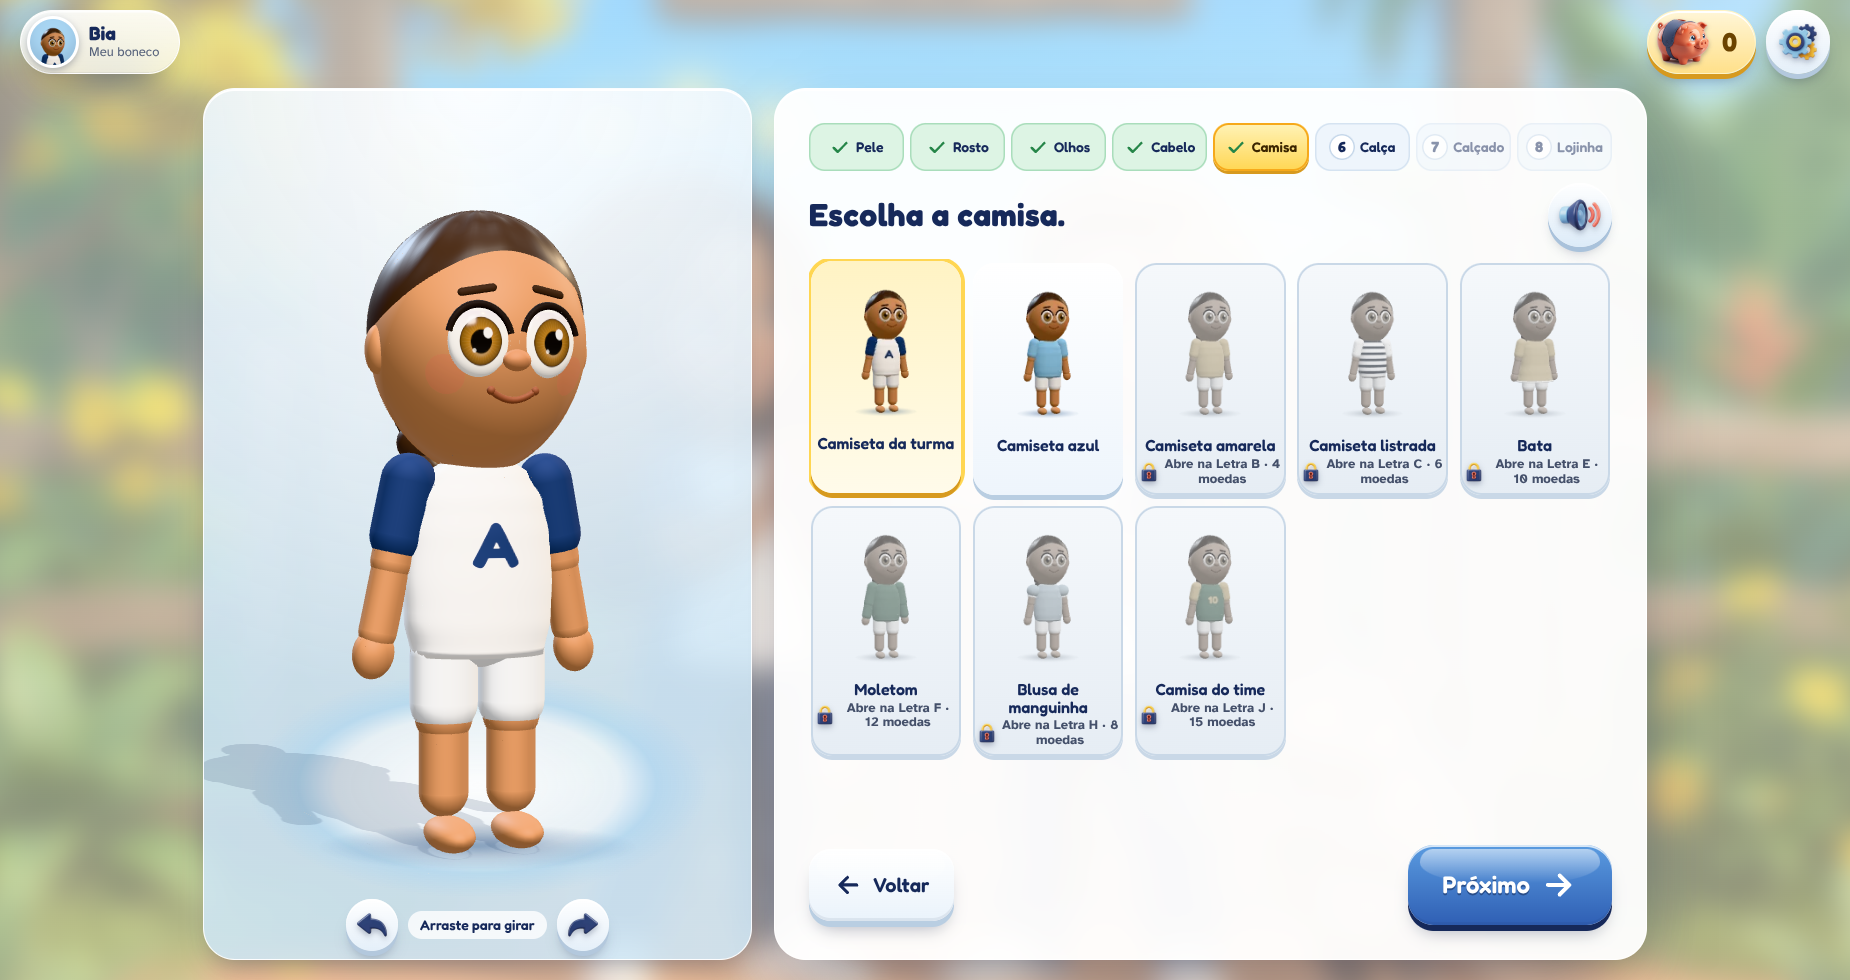 Bia
Meu boneco
0
Pele
Rosto
Olhos
Cabelo
Camisa
6 Calça
7 Calçado
8 Lojinha
Escolha a camisa.
A
Camiseta da turma
Camiseta azul
Camiseta amarela
Abre na Letra B · 4
moedas
Camiseta listrada
Abre na Letra C · 6
moedas
Bata
Abre na Letra E ·
10 moedas
Moletom
Abre na Letra F ·
12 moedas
Blusa de
manguinha
Abre na Letra H · 8
moedas
10
Camisa do time
Abre na Letra J ·
15 moedas
A
Arraste para girar
Voltar
Próximo